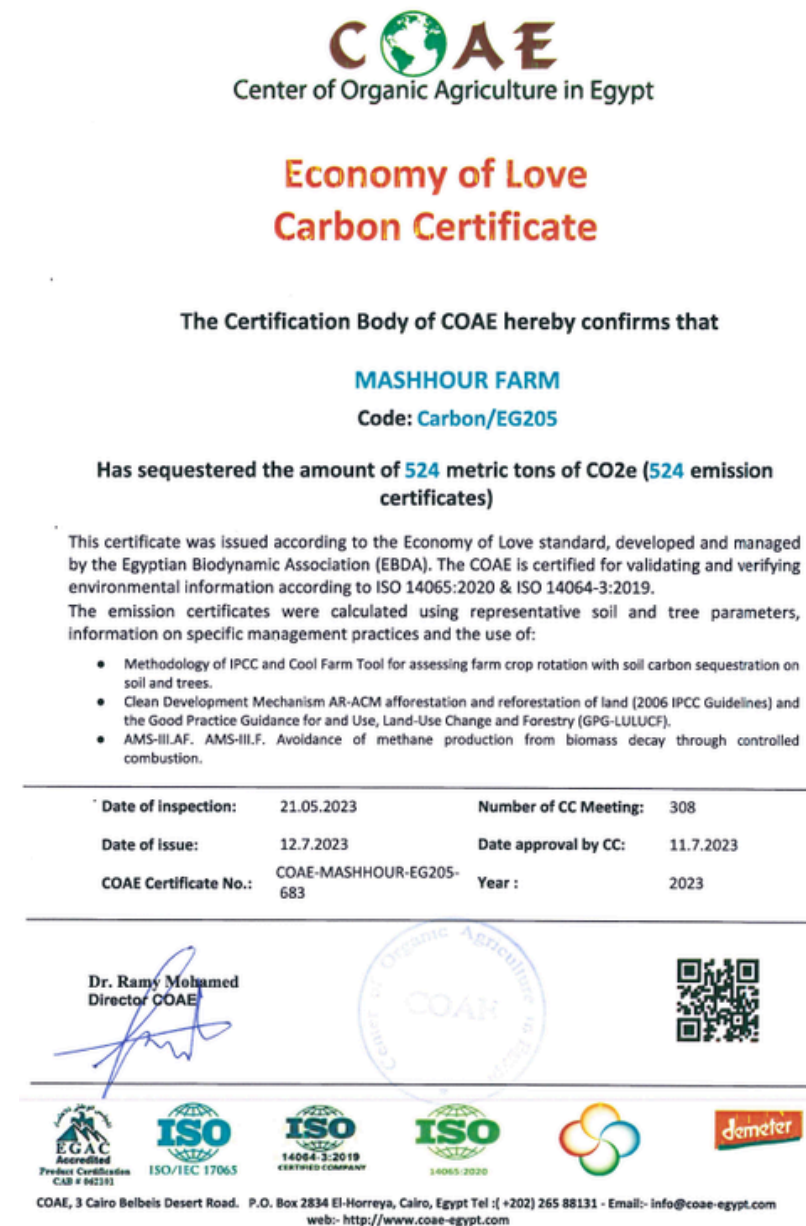 C O A E
Center of Organic Agriculture in Egypt
Economy of Love
Carbon Certificate
The Certification Body of COAE hereby confirms that
MASHHOUR FARM
Code: Carbon/EG205
Has sequestered the amount of 524 metric tons of CO2e (524 emission
certificates)
This certificate was issued according to the Economy of Love standard, developed and managed
by the Egyptian Biodynamic Association (EBDA). The COAE is certified for validating and verifying
environmental information according to ISO 14065:2020 & ISO 14064-3:2019.
The emission certificates were calculated using representative soil and tree parameters,
information on specific management practices and the use of:
● Methodology of IPCC and Cool Farm Tool for assessing farm crop rotation with soil carbon sequestration on
soil and trees.
● Clean Development Mechanism AR-ACM afforestation and reforestation of land (2006 IPCC Guidelines) and
the Good Practice Guidance for and Use, Land-Use Change and Forestry (GPG-LULUCF).
● AMS-III.AF. AMS-III.F. Avoidance of methane production from biomass decay through controlled
combustion.
Date of inspection: 21.05.2023 Number of CC Meeting: 308
Date of issue: 12.7.2023 Date approval by CC: 11.7.2023
COAE Certificate No.: COAE-MASHHOUR-EG205-
683 Year : 2023
Dr. Ramy Mohamed
Director COAE
Center of Organic Agriculture in Egypt
COAE
EGAC
Accredited
Product Certification
CAB # 042101
ISO
ISO/IEC 17065
ISO
14064-3:2019
CERTIFIED COMPANY
ISO
14065:2020
demeter
COAE, 3 Cairo Belbeis Desert Road. P.O. Box 2834 El-Horreya, Cairo, Egypt Tel :( +202) 265 88131 - Email:- info@coae-egypt.com
web:- http://www.coae-egypt.com